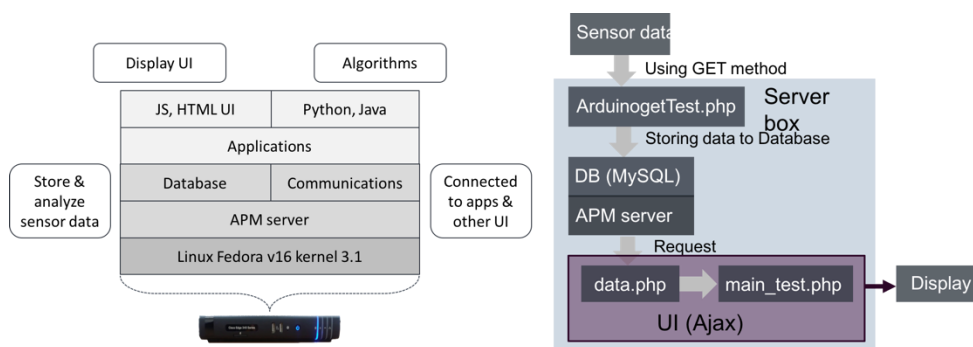 Display UI
Algorithms
JS, HTML UI
Python, Java
Applications
Store &
analyze
sensor data
Database
Communications
Connected
to apps &
other UI
APM server
Linux Fedora v16 kernel 3.1
Sensor data
Using GET method
ArduinogetTest.php
Server
box
Storing data to Database
DB (MySQL)
APM server
Request
data.php
main_test.php
Display
UI (Ajax)